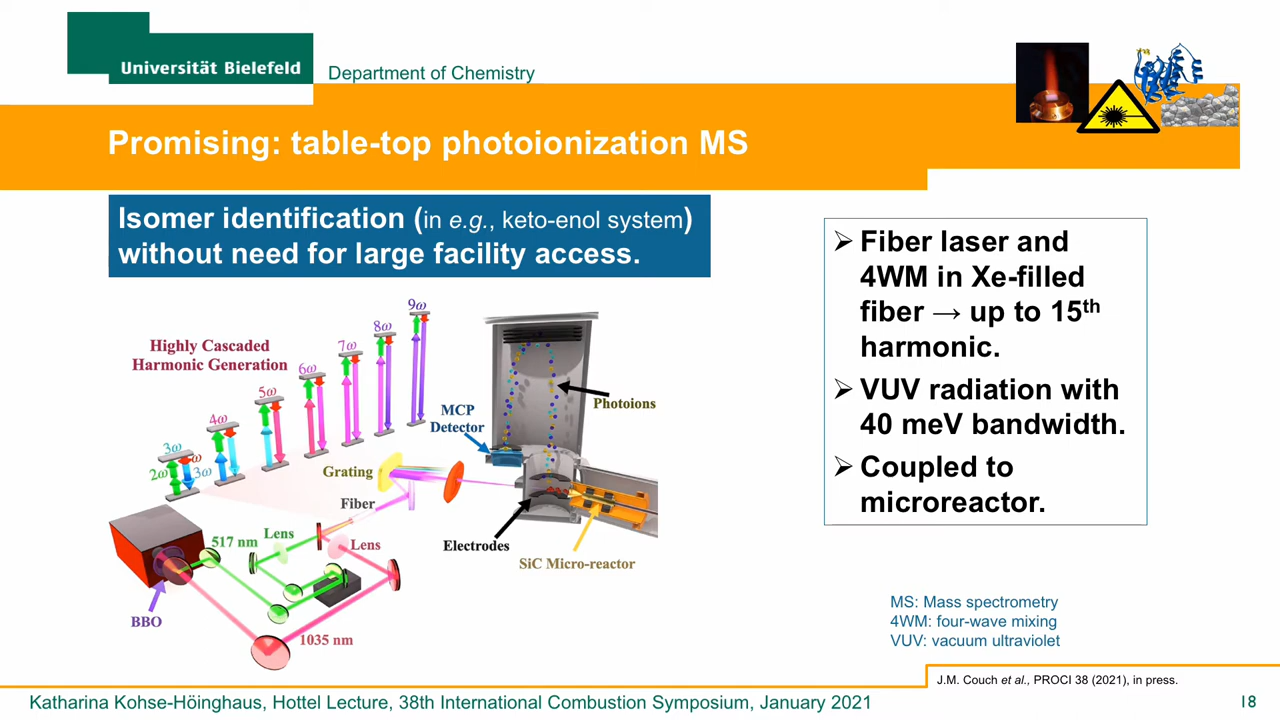 Universität Bielefeld
Department of Chemistry
Promising: table-top photoionization MS
Isomer identification (in e.g., keto-enol system)
without need for large facility access.
Highly Cascaded
Harmonic Generation
2ω
3ω
ω
3ω
4ω
5ω
6ω
7ω
8ω
9ω
MCP
Detector
Photoions
Grating
Fiber
Lens
Lens
517 nm
Electrodes
SiC Micro-reactor
BBO
1035 nm
➢ Fiber laser and
4WM in Xe-filled
fiber → up to 15th
harmonic.
➢ VUV radiation with
40 meV bandwidth.
➢ Coupled to
microreactor.
MS: Mass spectrometry
4WM: four-wave mixing
VUV: vacuum ultraviolet
J.M. Couch et al., PROCI 38 (2021), in press.
Katharina Kohse-Höinghaus, Hottel Lecture, 38th International Combustion Symposium, January 2021
18